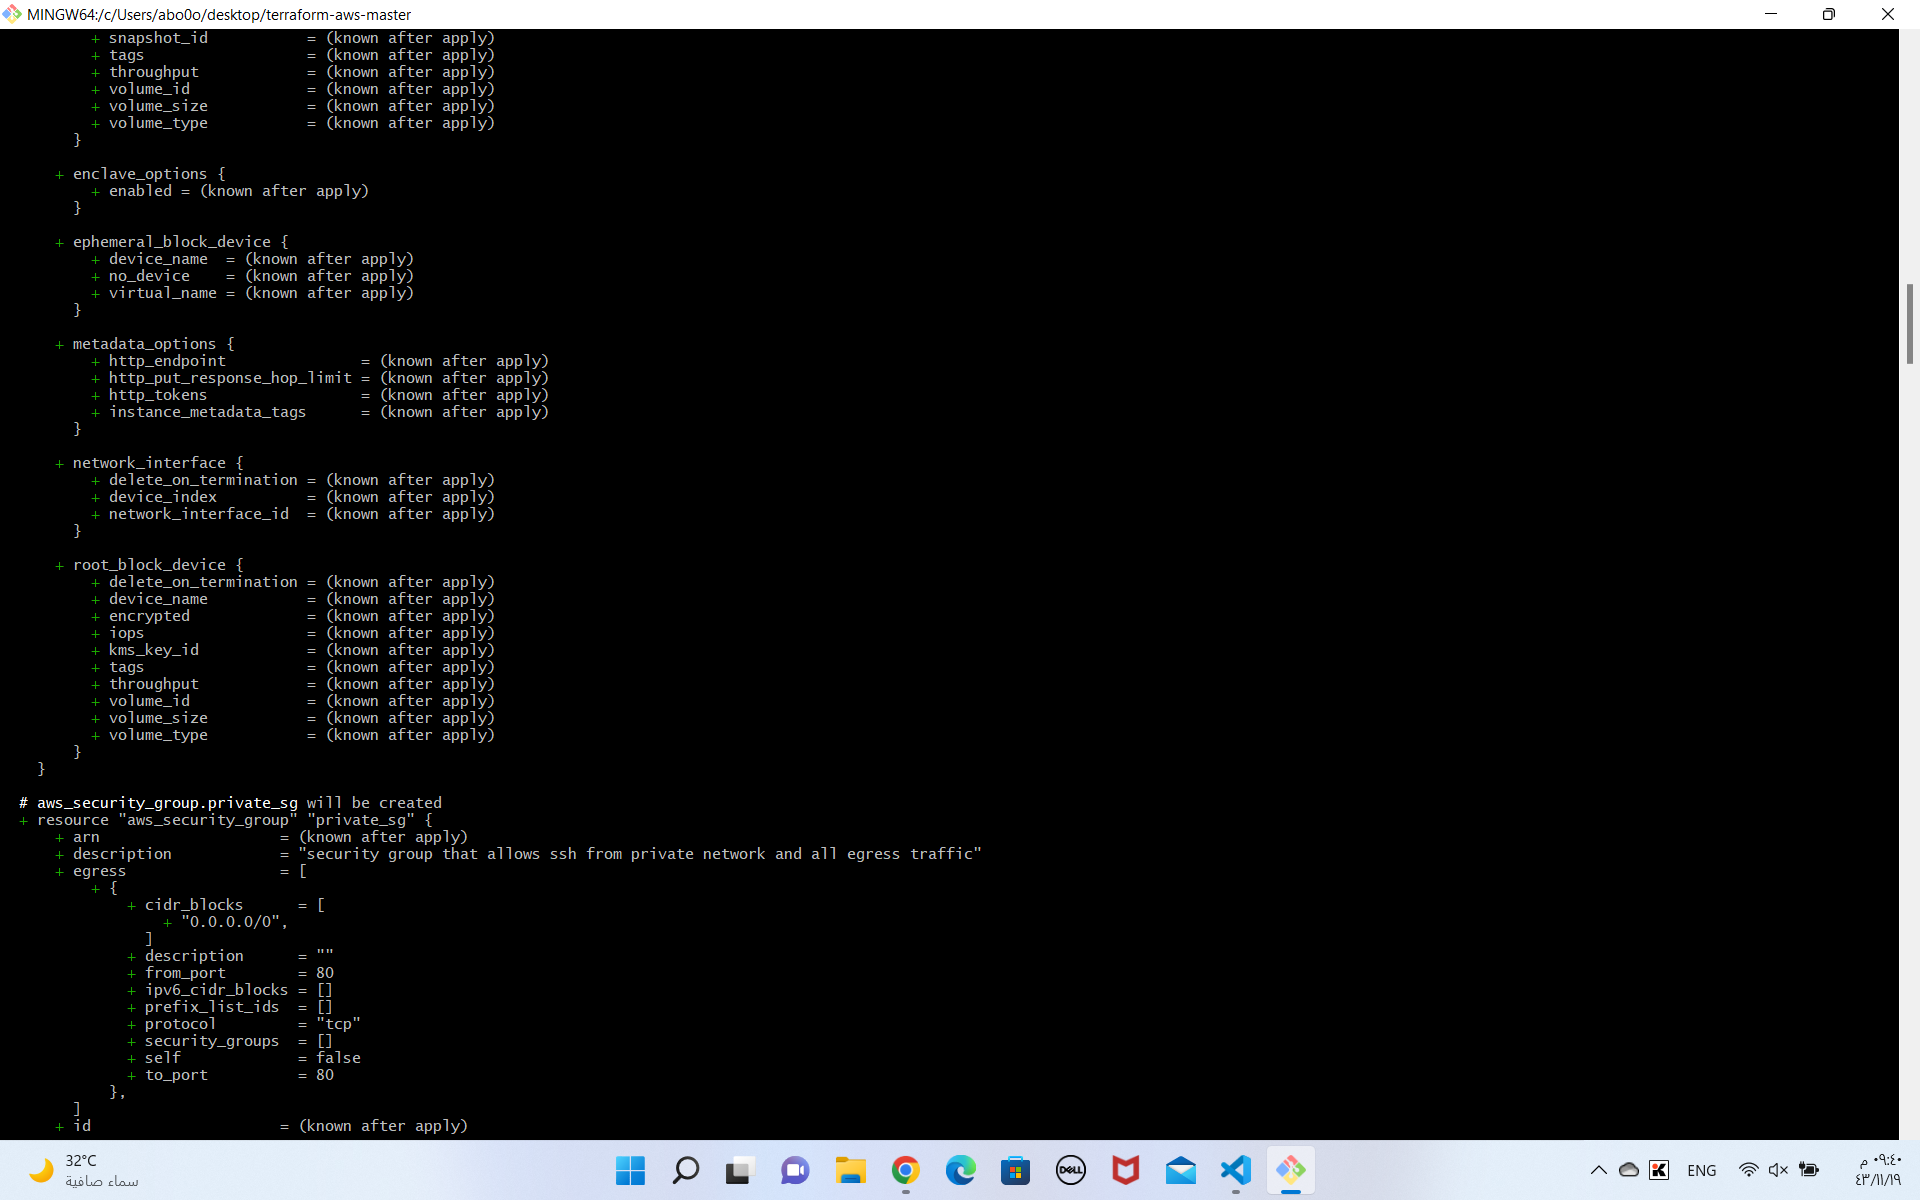 MINGW64:/c/Users/abo0o/desktop/terraform-aws-master
+ snapshot_id = (known after apply)
+ tags = (known after apply)
+ throughput = (known after apply)
+ volume_id = (known after apply)
+ volume_size = (known after apply)
+ volume_type = (known after apply)
}
+ enclave_options {
+ enabled = (known after apply)
}
+ ephemeral_block_device {
+ device_name = (known after apply)
+ no_device = (known after apply)
+ virtual_name = (known after apply)
}
+ metadata_options {
+ http_endpoint = (known after apply)
+ http_put_response_hop_limit = (known after apply)
+ http_tokens = (known after apply)
+ instance_metadata_tags = (known after apply)
}
+ network_interface {
+ delete_on_termination = (known after apply)
+ device_index = (known after apply)
+ network_interface_id = (known after apply)
}
+ root_block_device {
+ delete_on_termination = (known after apply)
+ device_name = (known after apply)
+ encrypted = (known after apply)
+ iops = (known after apply)
+ kms_key_id = (known after apply)
+ tags = (known after apply)
+ throughput = (known after apply)
+ volume_id = (known after apply)
+ volume_size = (known after apply)
+ volume_type = (known after apply)
}
}
# aws_security_group.private_sg will be created
+ resource "aws_security_group" "private_sg" {
+ arn = (known after apply)
+ description = "security group that allows ssh from private network and all egress traffic"
+ egress = [
+ {
+ cidr_blocks = [
+ "0.0.0.0/0",
]
+ description = ""
+ from_port = 80
+ ipv6_cidr_blocks = []
+ prefix_list_ids = []
+ protocol = "tcp"
+ security_groups = []
+ self = false
+ to_port = 80
},
]
+ id = (known after apply)
32°C
سماء صافية
DELL
K
ENG
٠٩:٤٠ م
٤٣/١١/١٩